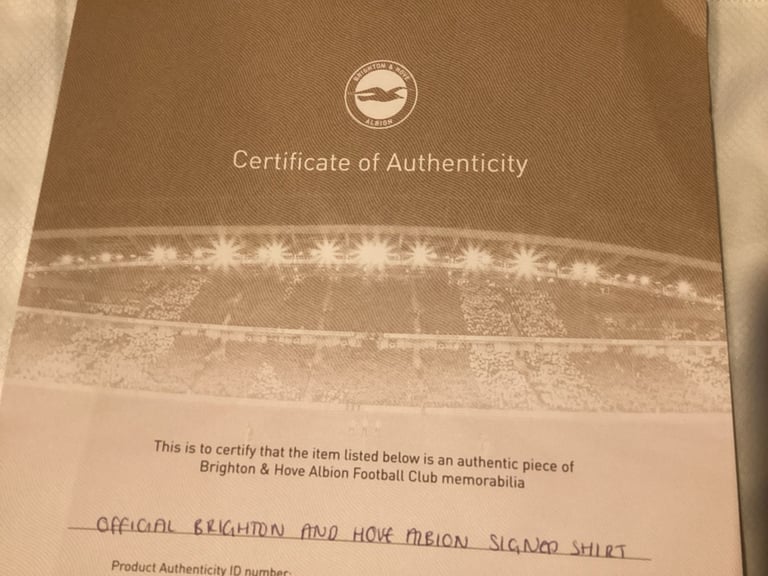 BRIGHTON & HOVE
ALBION
Certificate of Authenticity
This is to certify that the item listed below is an authentic piece of
Brighton & Hove Albion Football Club memorabilia
OFFICIAL BRIGHTON AND HOVE ALBION SIGNED SHIRT
Product Authenticity ID number: